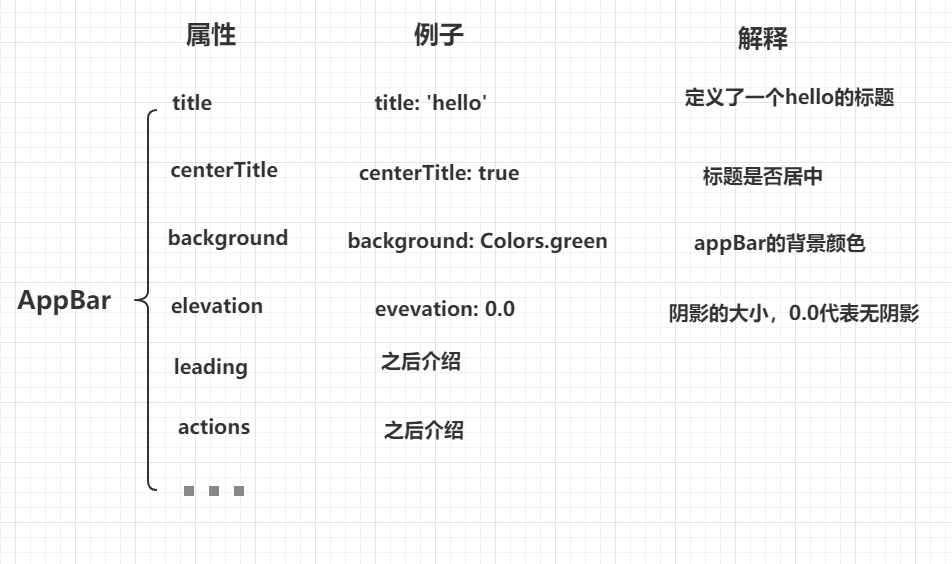 属性 例子 解释
title title: 'hello' 定义了一个hello的标题
centerTitle centerTitle: true 标题是否居中
background background: Colors.green appBar的背景颜色
AppBar
elevation evevation: 0.0 阴影的大小，0.0代表无阴影
leading 之后介绍
actions 之后介绍